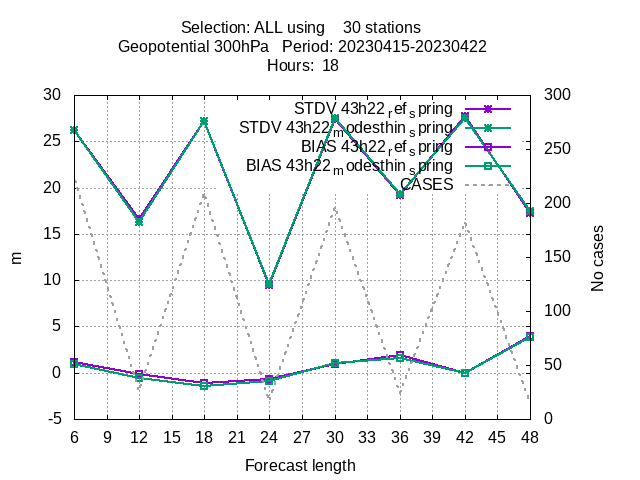 Selection: ALL using 30 stations
Geopotential 300hPa Period: 20230415-20230422
Hours: 18
STDV 43h22_ref_spring
STDV 43h22_modesthin_spring
BIAS 43h22_ref_spring
BIAS 43h22_modesthin_spring
CASES
30
25
20
15
10
5
0
-5
m
300
250
200
150
100
50
0
No cases
6 9 12 15 18 21 24 27 30 33 36 39 42 45 48
Forecast length